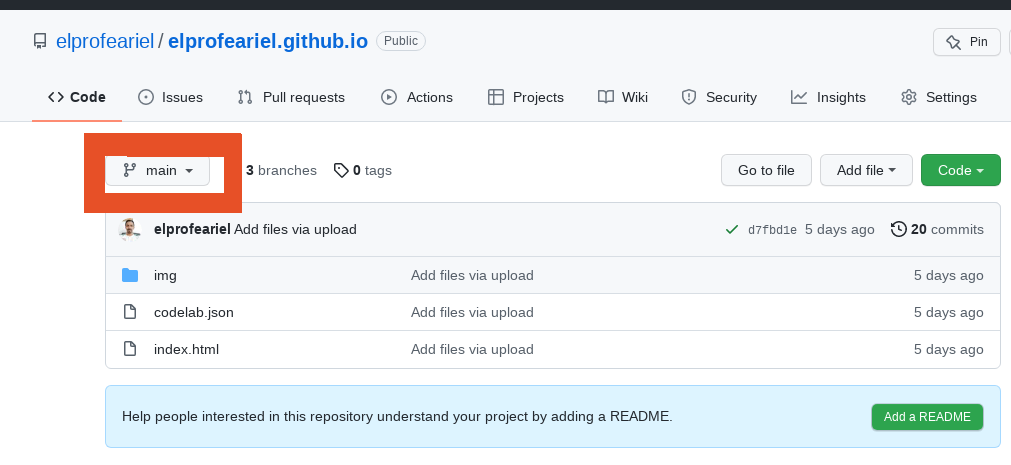 elprofeariel / elprofeariel.github.io Public Pin
Code Issues Pull requests Actions Projects Wiki Security Insights Settings
main 3 branches 0 tags Go to file Add file Code
elprofeariel Add files via upload d7fbd1e 5 days ago 20 commits
img Add files via upload 5 days ago
codelab.json Add files via upload 5 days ago
index.html Add files via upload 5 days ago
Help people interested in this repository understand your project by adding a README. Add a README